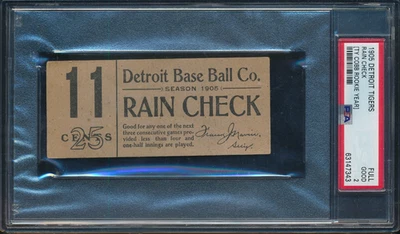 11
25
CENTS
Detroit Base Ball Co.
SEASON 1905
RAIN CHECK
Good for any one of the next
three consecutive games pro-
vided less than four and
one-half innings are played.
1905 DETROIT TIGERS
RAIN CHECK
[TY COBB ROOKIE YEAR]
FULL
GOOD
2
PSA
63147343